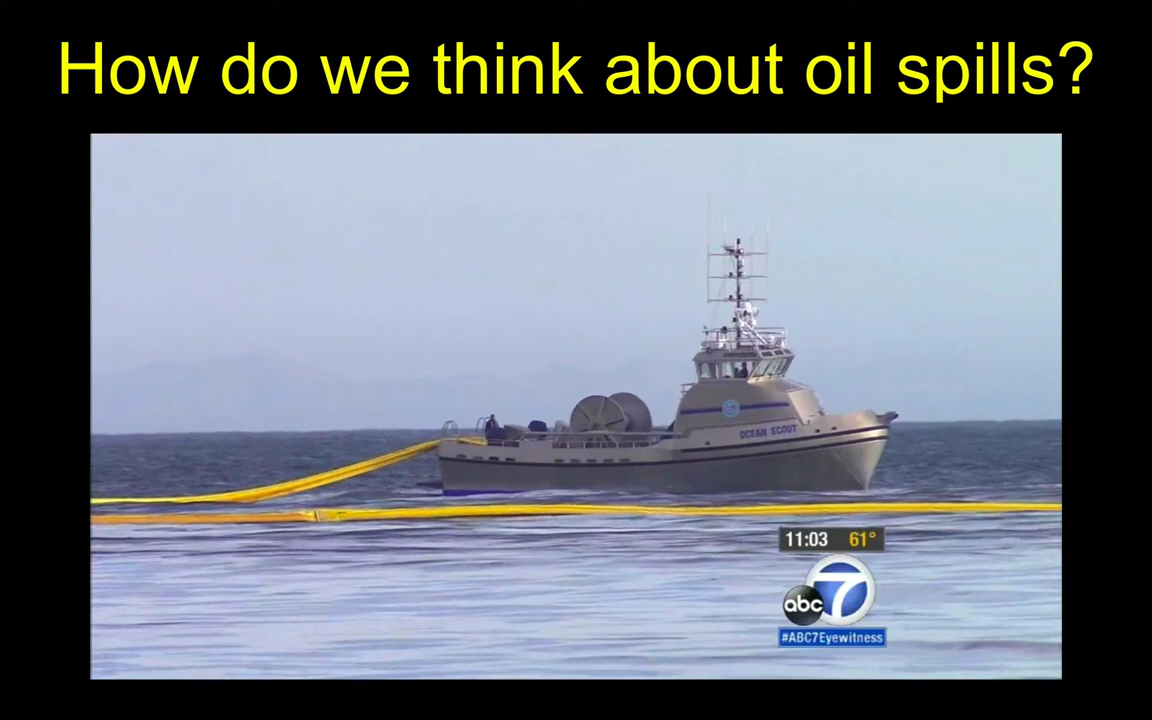 How do we think about oil spills?
OCEAN SCOUT
11:03 61°
abc 7
#ABC7Eyewitness